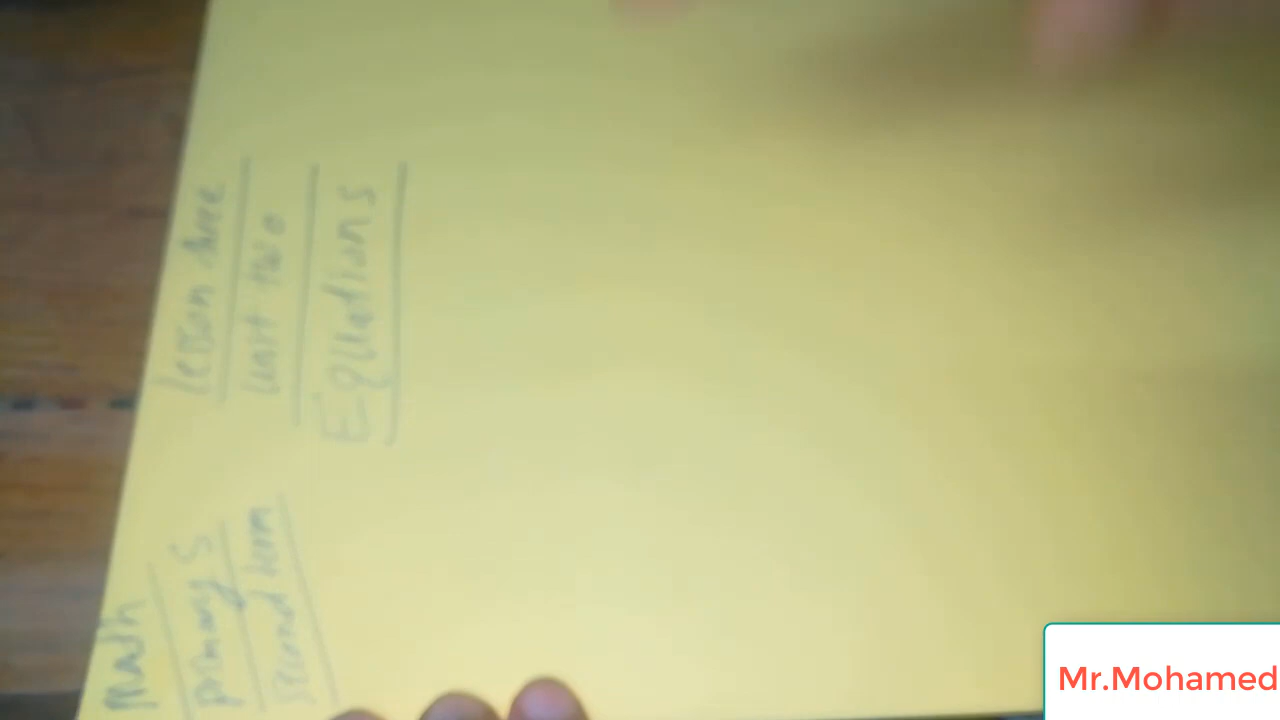 Math
primary 5
second term
lesson three
unit two
Equations
Mr.Mohamed